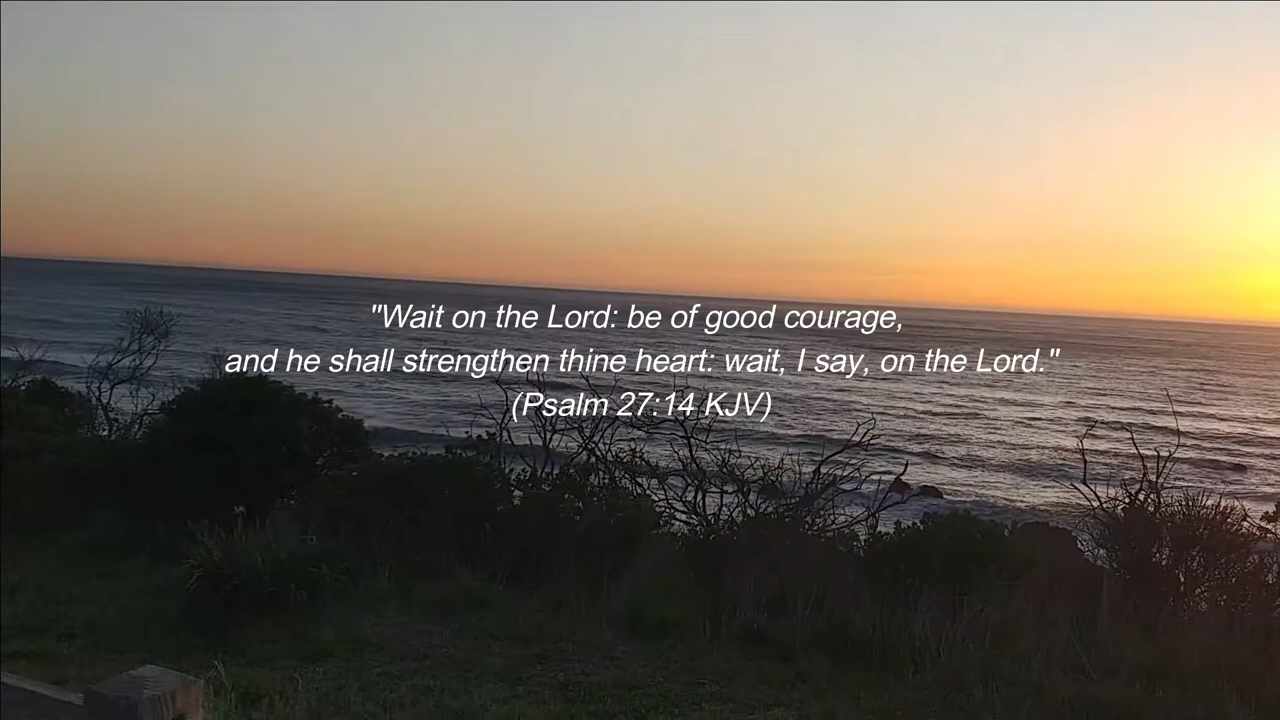 "Wait on the Lord: be of good courage,
and he shall strengthen thine heart: wait, I say, on the Lord."
(Psalm 27:14 KJV)